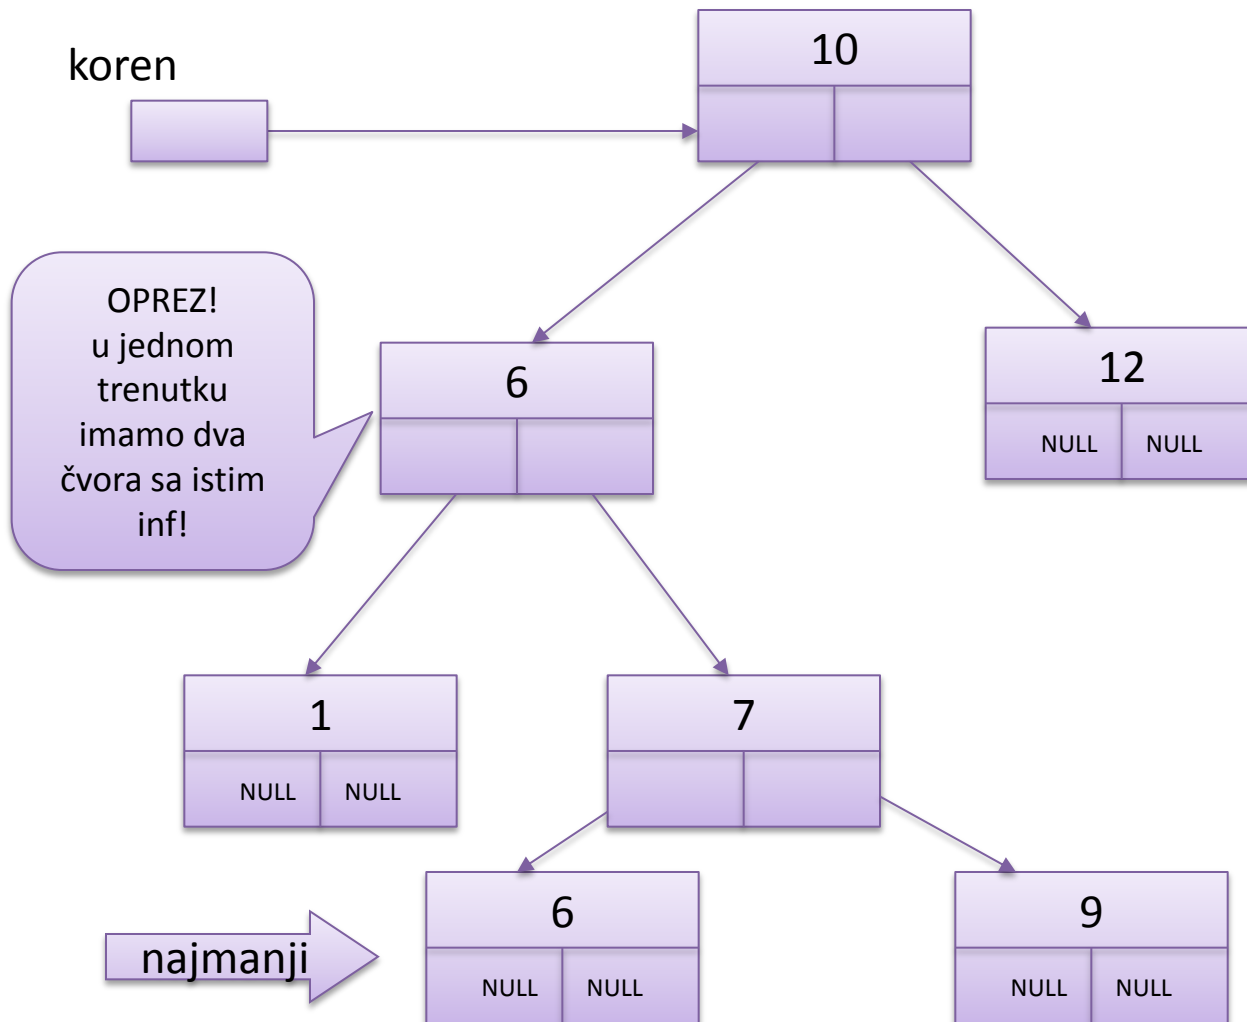 koren
10
OPREZ!
u jednom
trenutku
imamo dva
čvora sa istim
inf!
6
12
NULL NULL
1
NULL NULL
7
najmanji
6
NULL NULL
9
NULL NULL